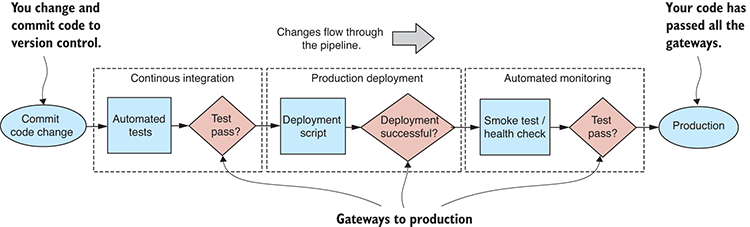 You change and
commit code to
version control.
Changes flow through
the pipeline.
Your code has
passed all the
gateways.
Continous integration
Production deployment
Automated monitoring
Commit
code change
Automated
tests
Test
pass?
Deployment
script
Deployment
successful?
Smoke test /
health check
Test
pass?
Production
Gateways to production